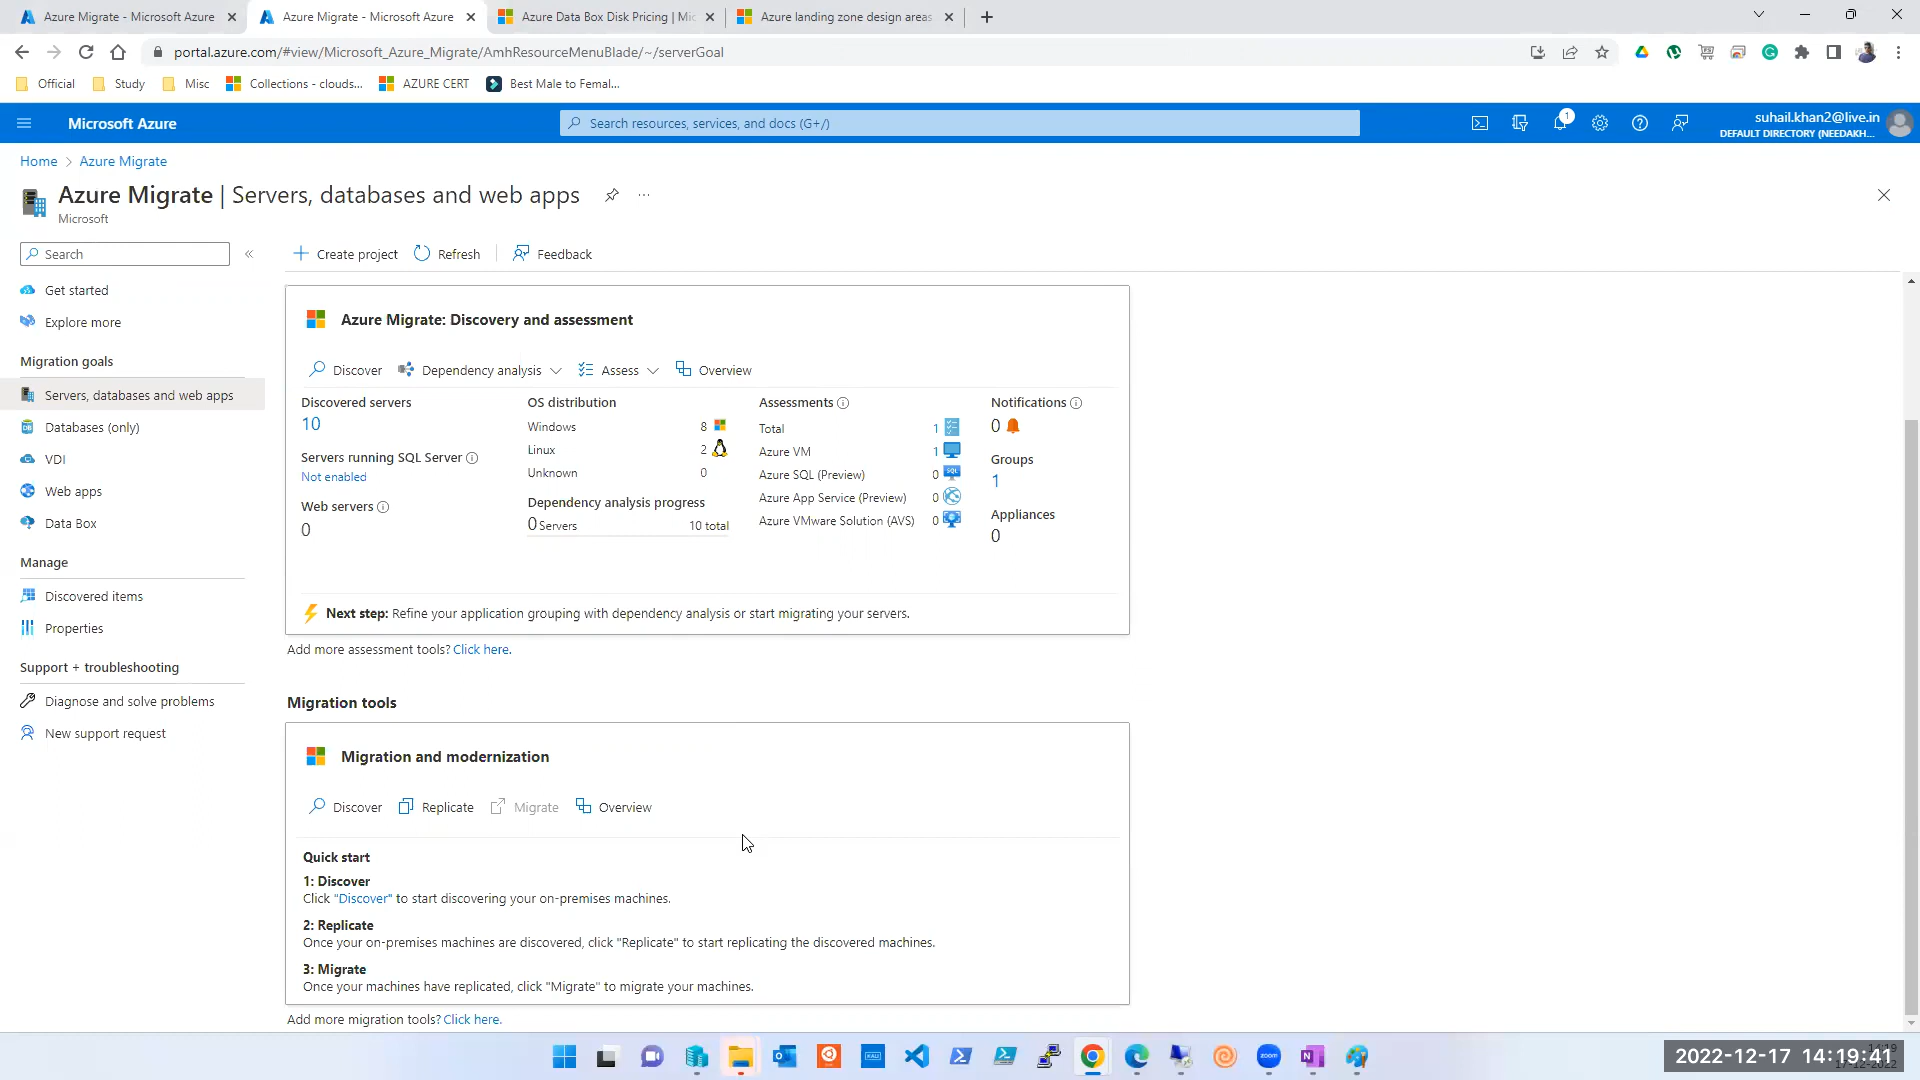 Azure Migrate - Microsoft Azure
Azure Migrate - Microsoft Azure
Azure Data Box Disk Pricing | Mic
Azure landing zone design areas
portal.azure.com/#view/Microsoft_Azure_Migrate/AmhResourceMenuBlade/~/serverGoal
Official
Study
Misc
Collections - clouds...
AZURE CERT
Best Male to Femal...
Microsoft Azure
Search resources, services, and docs (G+/)
1
suhail.khan2@live.in
DEFAULT DIRECTORY (NEEDAKH...
Home > Azure Migrate
Azure Migrate | Servers, databases and web apps
...
Microsoft
Search
«
Create project
Refresh
Feedback
Get started
Explore more
Migration goals
Servers, databases and web apps
Databases (only)
VDI
Web apps
Data Box
Manage
Discovered items
Properties
Support + troubleshooting
Diagnose and solve problems
New support request
Azure Migrate: Discovery and assessment
Discover
Dependency analysis
Assess
Overview
Discovered servers
10
Servers running SQL Server
Not enabled
Web servers
0
OS distribution
Windows 8
Linux 2
Unknown 0
Dependency analysis progress
0 Servers 10 total
Assessments
Total 1
Azure VM 1
Azure SQL (Preview) 0
Azure App Service (Preview) 0
Azure VMware Solution (AVS) 0
Notifications
0
Groups
1
Appliances
0
Next step: Refine your application grouping with dependency analysis or start migrating your servers.
Add more assessment tools? Click here.
Migration tools
Migration and modernization
Discover
Replicate
Migrate
Overview
Quick start
1: Discover
Click "Discover" to start discovering your on-premises machines.
2: Replicate
Once your on-premises machines are discovered, click "Replicate" to start replicating the discovered machines.
3: Migrate
Once your machines have replicated, click "Migrate" to migrate your machines.
Add more migration tools? Click here.
zoom
2022-12-17 14:19:41